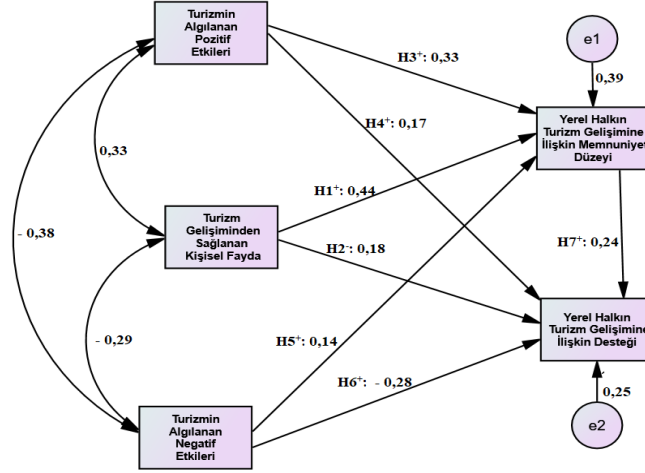 Turizmin
Algılanan
Pozitif
Etkileri
e1
H3⁺: 0,33
0,39
H4⁺: 0,17
Yerel Halkın
Turizm Gelişimine
İlişkin Memnuniyet
Düzeyi
0,33
H1⁺: 0,44
Turizm
Gelişiminden
Sağlanan
Kişisel Fayda
- 0,38
H2⁻: 0,18
H7⁺: 0,24
- 0,29
H5⁺: 0,14
Yerel Halkın
Turizm Gelişimine
İlişkin Desteği
H6⁺: - 0,28
0,25
Turizmin
Algılanan
Negatif
Etkileri
e2